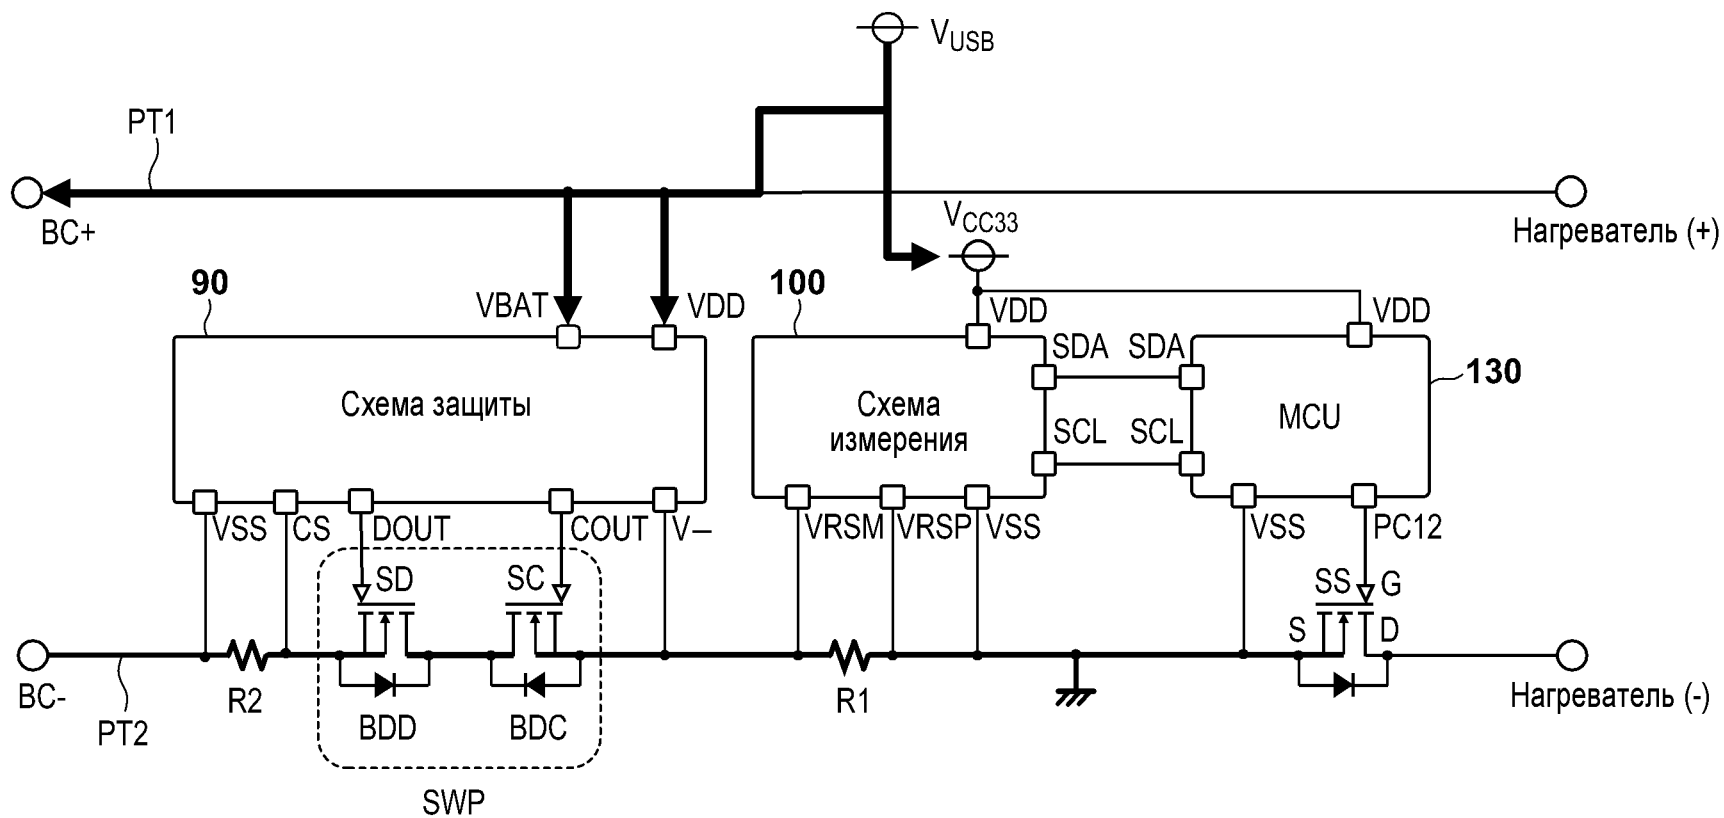 VUSB
PT1
BC+
VCC33
Нагреватель (+)
90
VBAT
VDD
100
VDD
VDD
SDA
SDA
130
Схема защиты
Схема
измерения
MCU
SCL
SCL
VSS
CS
DOUT
COUT
V–
VRSM
VRSP
VSS
VSS
PC12
SD
SC
SS
G
S
D
BC-
R2
R1
Нагреватель (-)
PT2
BDD
BDC
SWP